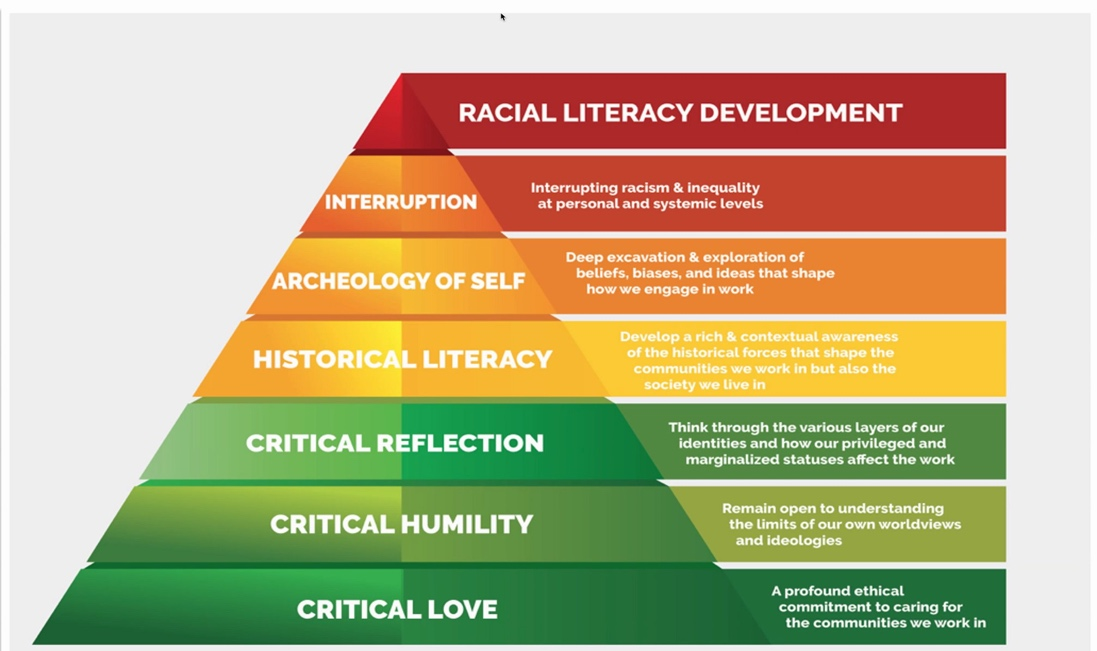 RACIAL LITERACY DEVELOPMENT
INTERRUPTION
Interrupting racism & inequality
at personal and systemic levels
ARCHEOLOGY OF SELF
Deep excavation & exploration of
beliefs, biases, and ideas that shape
how we engage in work
HISTORICAL LITERACY
Develop a rich & contextual awareness
of the historical forces that shape the
communities we work in but also the
society we live in
CRITICAL REFLECTION
Think through the various layers of our
identities and how our privileged and
marginalized statuses affect the work
CRITICAL HUMILITY
Remain open to understanding
the limits of our own worldviews
and ideologies
CRITICAL LOVE
A profound ethical
commitment to caring for
the communities we work in